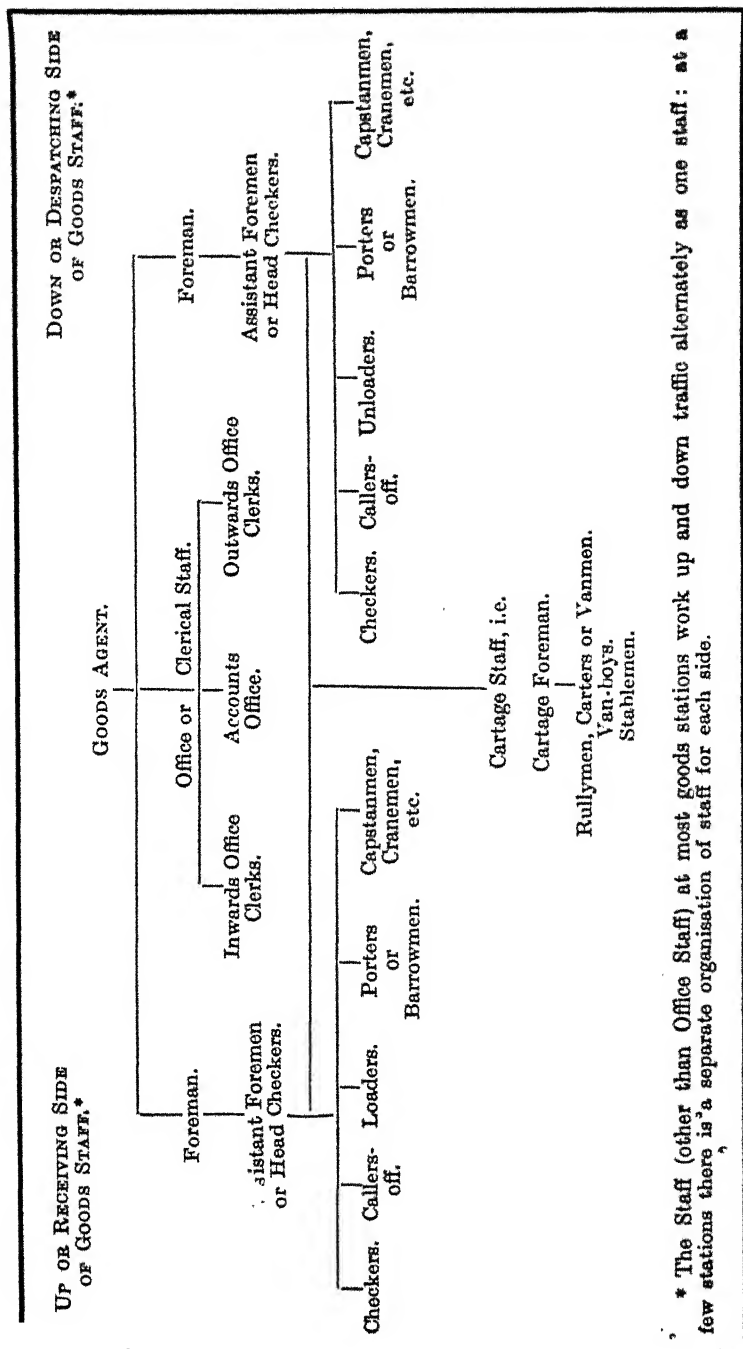 UP OR RECEIVING SIDE
OF GOODS STAFF.*
DOWN OR DESPATCHING SIDE
OF GOODS STAFF.*
GOODS AGENT.
Foreman.
Office or Clerical Staff.
Foreman.
sistant Foremen
or Head Checkers.
Inwards Office
Clerks.
Accounts
Office.
Outwards Office
Clerks.
Assistant Foremen
or Head Checkers.
Checkers.
Callers-
off.
Loaders.
Porters
or
Barrowmen.
Capstanmen,
Cranemen,
etc.
Checkers.
Callers-
off.
Unloaders.
Porters
or
Barrowmen.
Capstanmen,
Cranemen,
etc.
Cartage Staff, i.e.
Cartage Foreman.
Rullymen, Carters or Vanmen.
Van-boys.
Stablemen.
* The Staff (other than Office Staff) at most goods stations work up and down traffic alternately as one staff: at a
few stations there is a separate organisation of staff for each side.